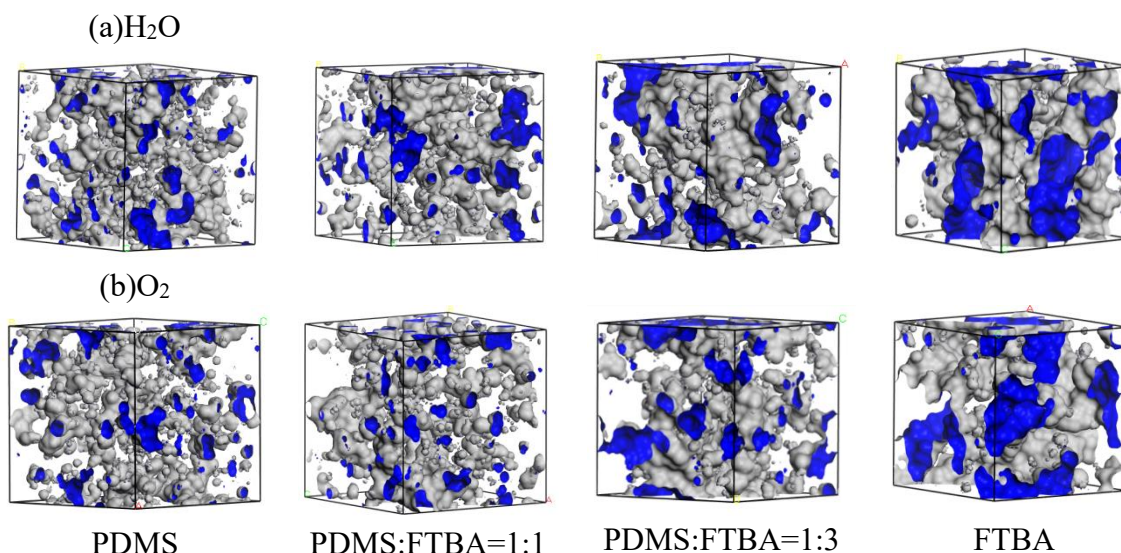 (a)H₂O
(b)O₂
PDMS
PDMS:FTBA=1:1
PDMS:FTBA=1:3
FTBA